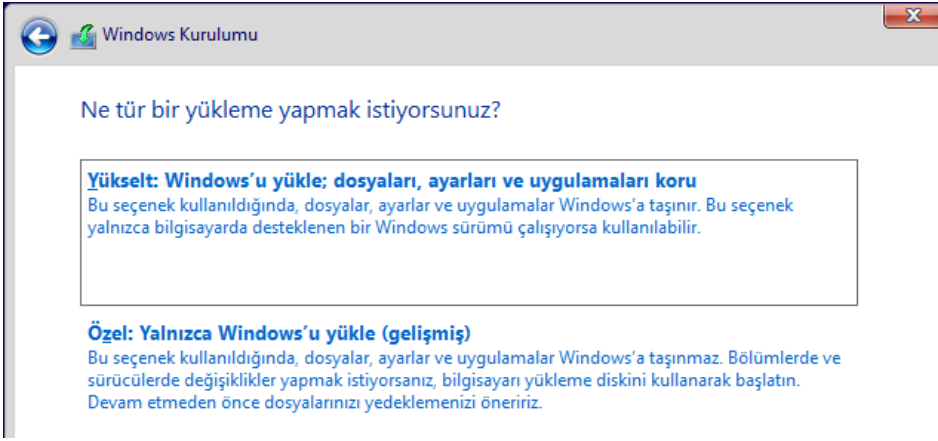 Windows Kurulumu
Ne tür bir yükleme yapmak istiyorsunuz?
Yükselt: Windows’u yükle; dosyaları, ayarları ve uygulamaları koru
Bu seçenek kullanıldığında, dosyalar, ayarlar ve uygulamalar Windows’a taşınır. Bu seçenek
yalnızca bilgisayarda desteklenen bir Windows sürümü çalışıyorsa kullanılabilir.
Özel: Yalnızca Windows’u yükle (gelişmiş)
Bu seçenek kullanıldığında, dosyalar, ayarlar ve uygulamalar Windows’a taşınmaz. Bölümlerde ve
sürücülerde değişiklikler yapmak istiyorsanız, bilgisayarı yükleme diskini kullanarak başlatın.
Devam etmeden önce dosyalarınızı yedeklemenizi öneririz.